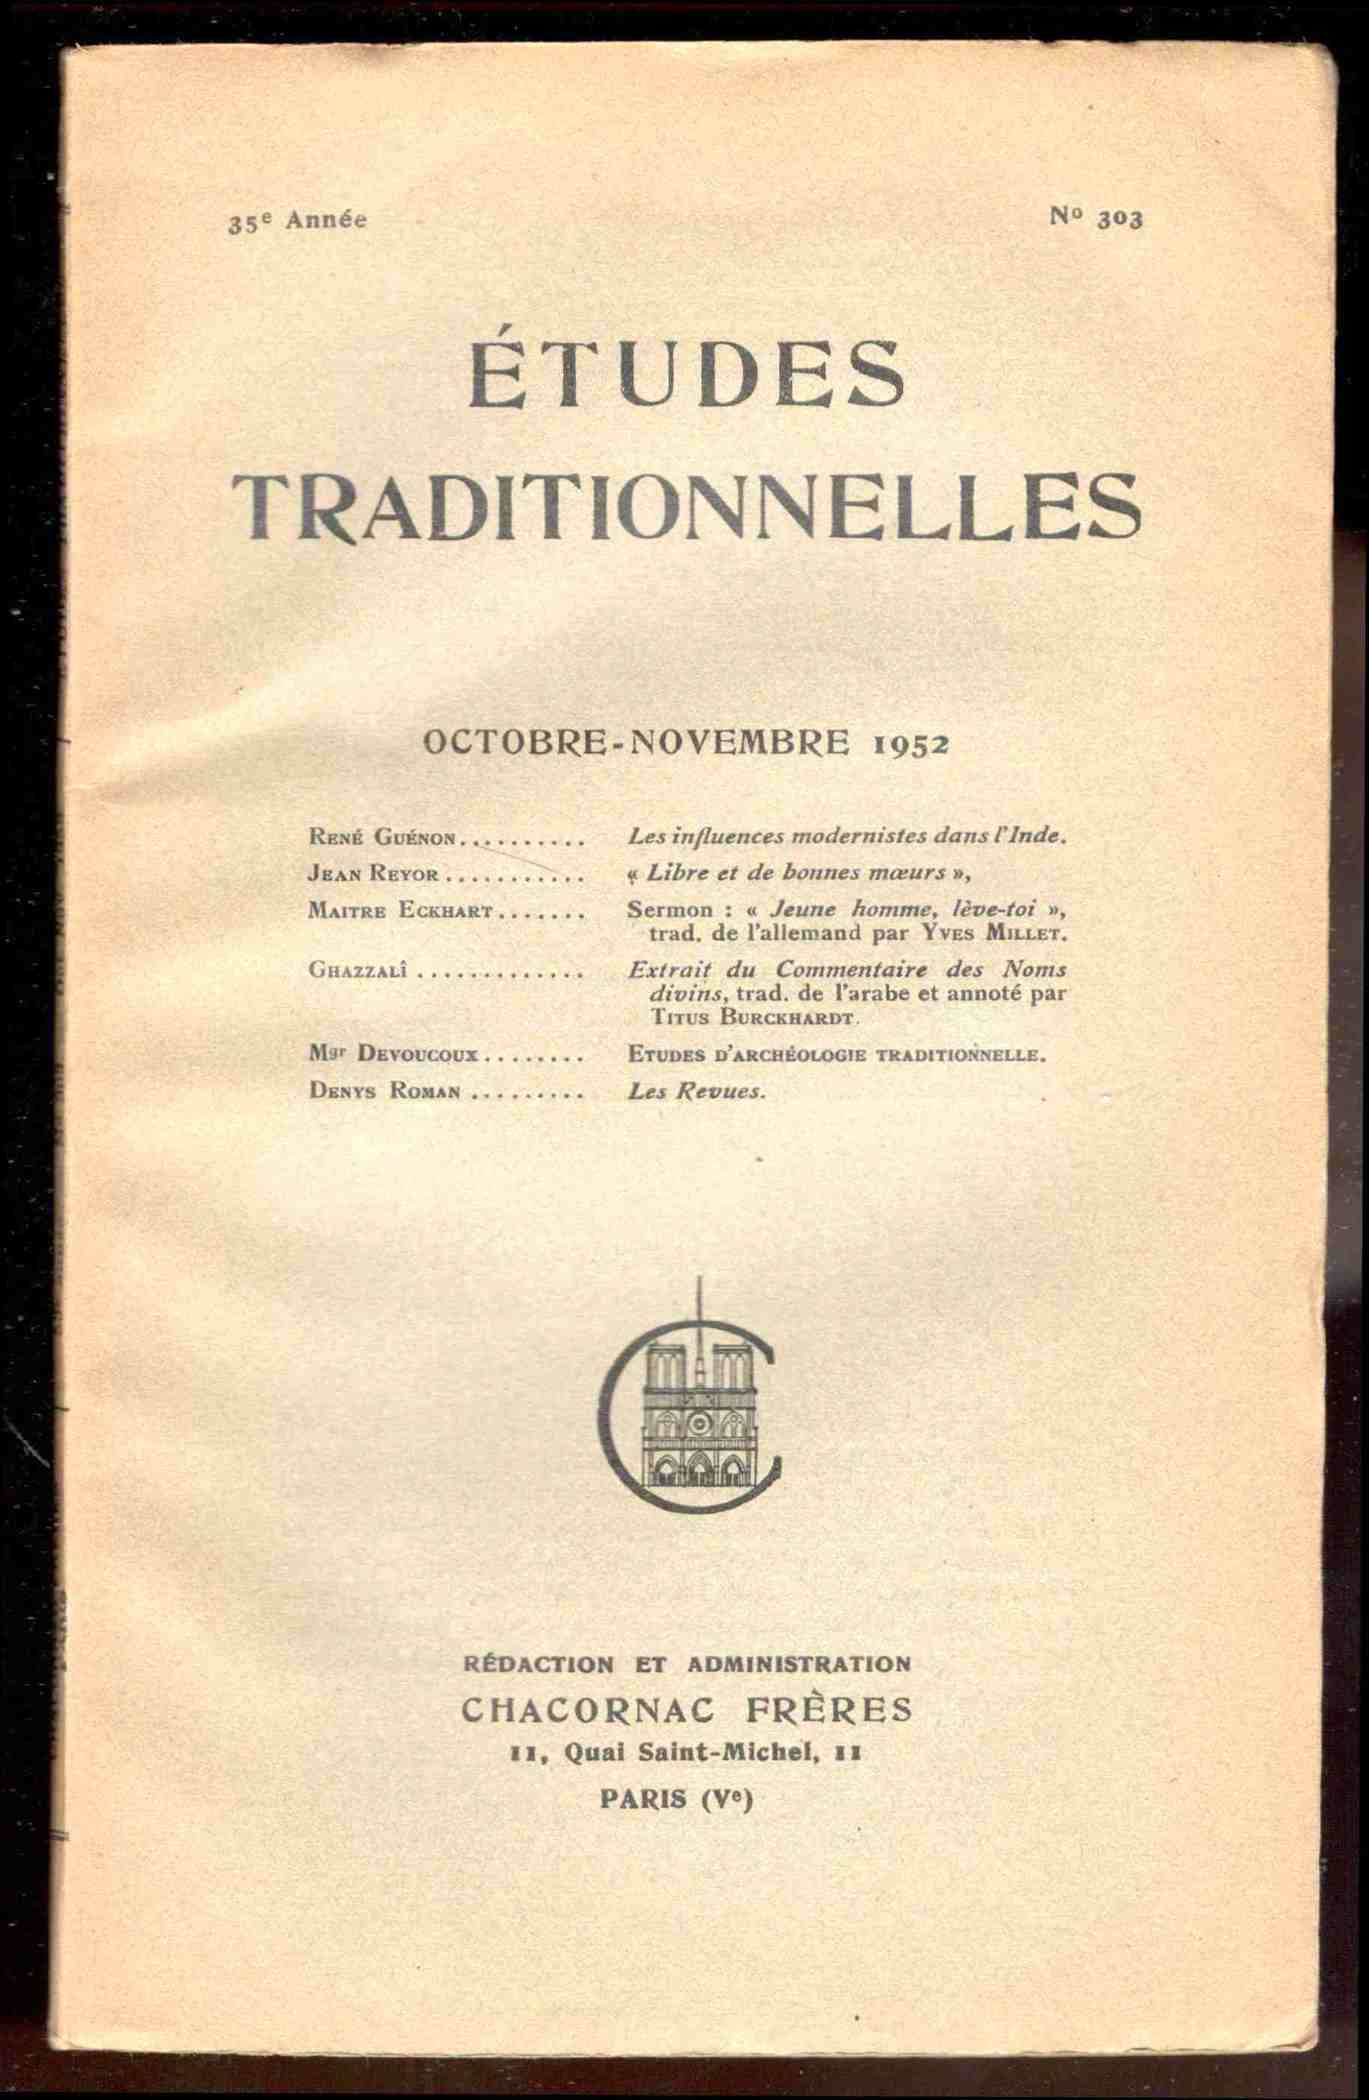 35e Année
No 303
ÉTUDES
TRADITIONNELLES
OCTOBRE-NOVEMBRE 1952
René Guénon.......... Les influences modernistes dans l'Inde.
Jean Reyor........... « Libre et de bonnes mœurs »,
Maitre Eckhart....... Sermon : « Jeune homme, lève-toi »,
trad. de l'allemand par Yves Millet.
Ghazzalî ............. Extrait du Commentaire des Noms
divins, trad. de l'arabe et annoté par
Titus Burckhardt.
Mgr Devoucoux........ Etudes d'archéologie traditionnelle.
Denys Roman ......... Les Revues.
RÉDACTION ET ADMINISTRATION
CHACORNAC FRÈRES
11, Quai Saint-Michel, 11
PARIS (Ve)